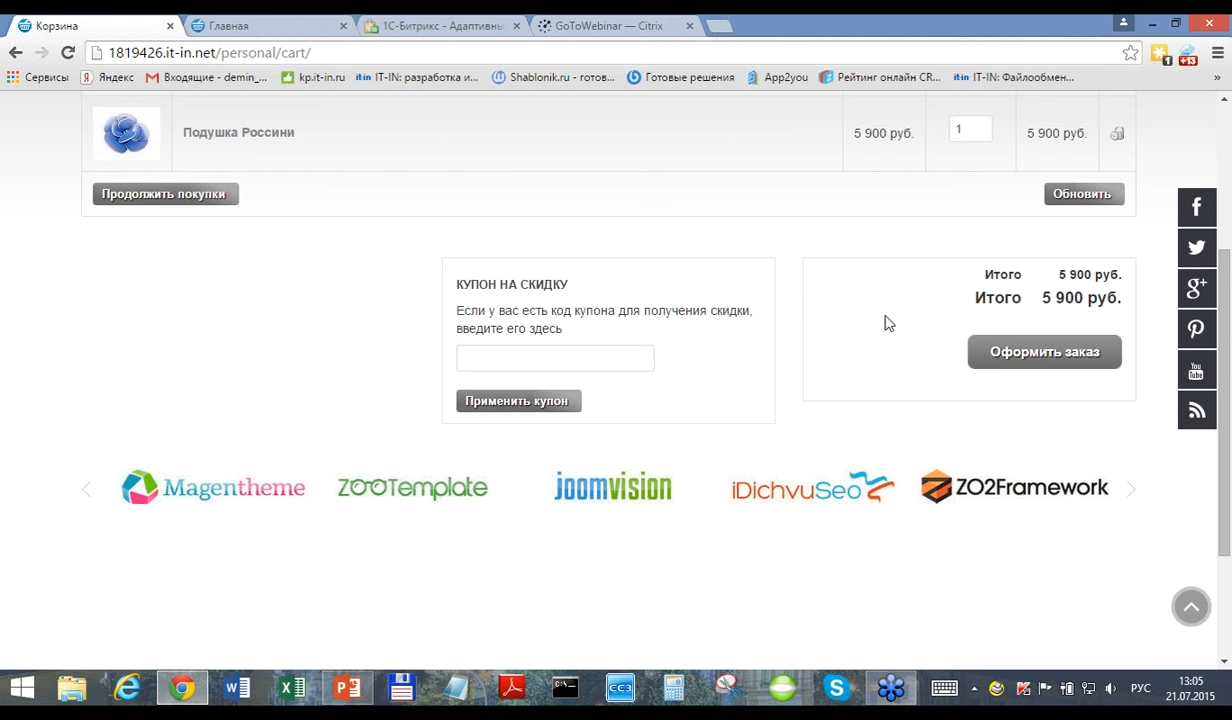 Корзина
Главная
1С-Битрикс - Адаптивны
GoToWebinar — Citrix
1819426.it-in.net/personal/cart/
Сервисы
Яндекс
Входящие - demin_...
kp.it-in.ru
IT-IN: разработка и...
Shablonik.ru - готов...
Готовые решения
App2you
Рейтинг онлайн CR...
IT-IN: Файлообмен...
»
1
+13
Подушка Россини
5 900 руб.
1
5 900 руб.
Продолжить покупки
Обновить
КУПОН НА СКИДКУ
Если у вас есть код купона для получения скидки,
введите его здесь
Применить купон
Итого 5 900 руб.
Итого 5 900 руб.
Оформить заказ
You
Tube
Magentheme
ZOOTemplate
joomvision
iDichvuSeo
ZO2Framework
РУС
13:05
21.07.2015